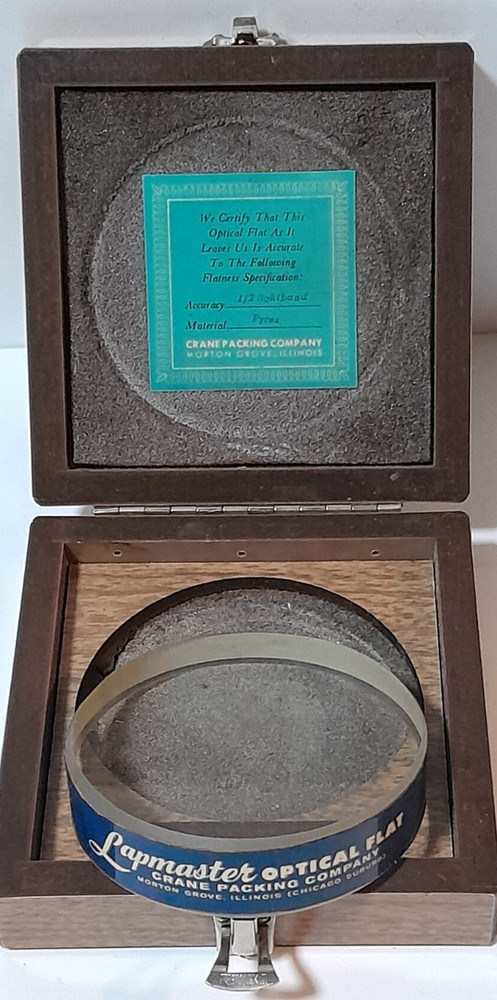 We Certify That This
Optical Flat As It
Leaves Us Is Accurate
To The Following
Flatness Specification:
Accuracy 1/2 lightband
Material Pyrex
CRANE PACKING COMPANY
MORTON GROVE, ILLINOIS
Lapmaster OPTICAL FLAT
CRANE PACKING COMPANY
MORTON GROVE, ILLINOIS (CHICAGO SUBURB)